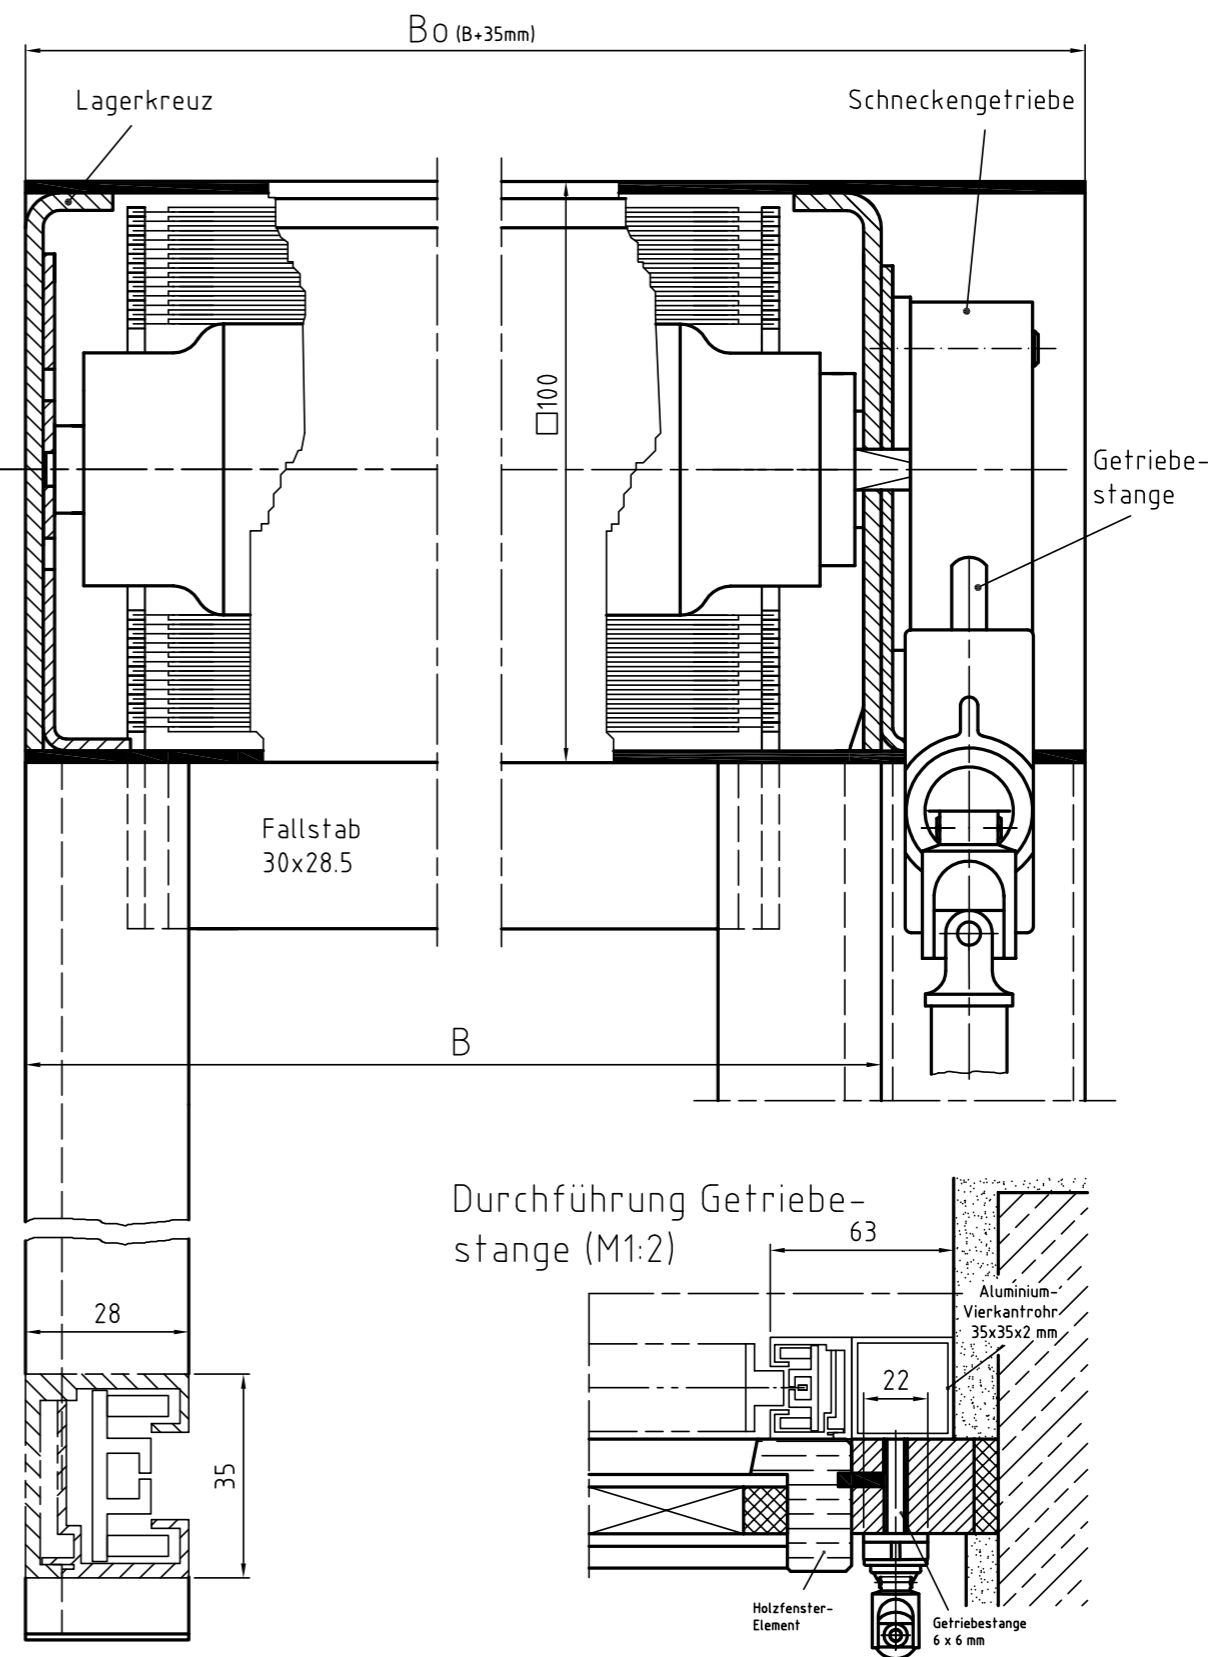 Bo (B+35mm)
Lagerkreuz
Schneckengetriebe
□100
Getriebe-
stange
Fallstab
30x28.5
B
Durchführung Getriebe-
stange (M1:2)
63
Aluminium-
Vierkantrohr
35x35x2 mm
28
22
35
Holzfenster-
Element
Getriebestange
6 x 6 mm